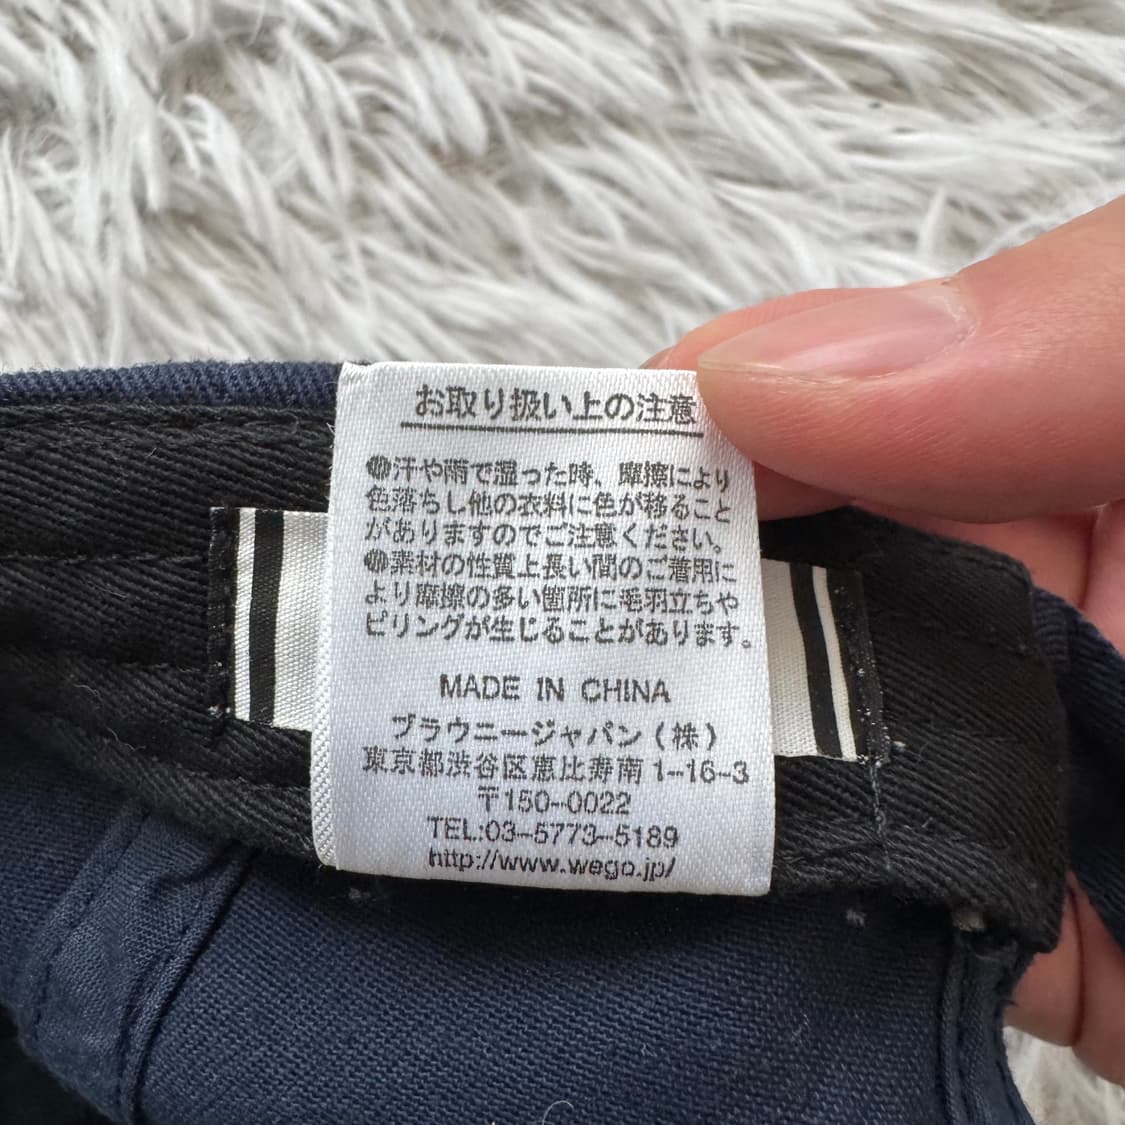 お取り扱い上の注意
●汗や雨で湿った時、摩擦により
色落ちし他の衣料に色が移ること
がありますのでご注意ください。
●素材の性質上長い間のご着用に
より摩擦の多い箇所に毛羽立ちや
ピリングが生じることがあります。
MADE IN CHINA
ブラウニージャパン(株)
東京都渋谷区恵比寿南1-16-3
〒150-0022
TEL:03-5773-5189
http://www.wego.jp/